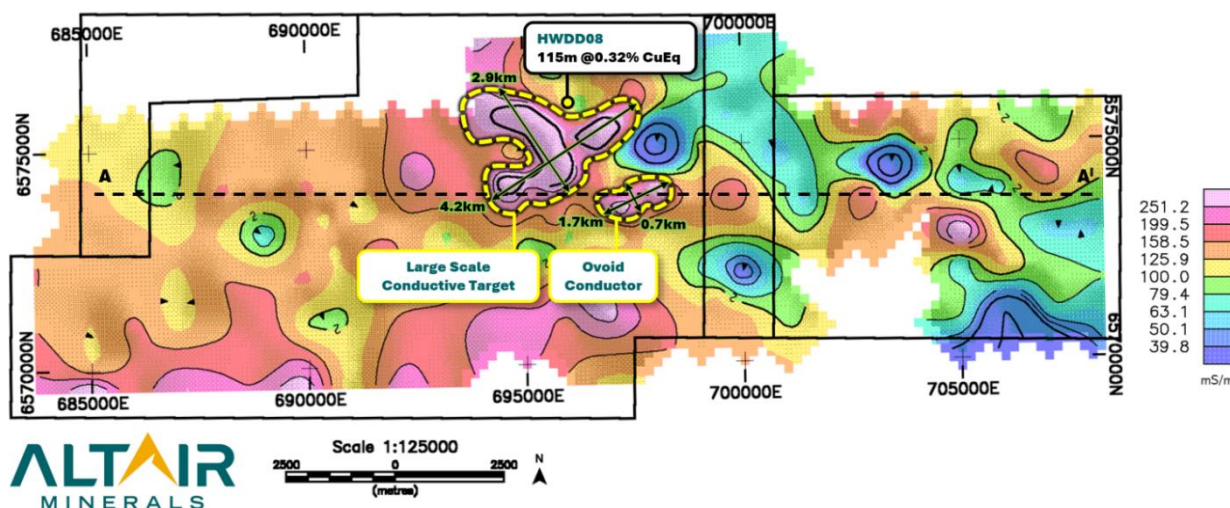 685000E
690000E
700000E
HWDD08
115m @0.32% CuEq
2.9km
6575000N
6575000N
A
A'
4.2km
1.7km
0.7km
Large Scale
Conductive Target
Ovoid
Conductor
251.2
199.5
158.5
125.9
100.0
79.4
63.1
50.1
39.8
mS/m
6570000N
6570000N
685000E
690000E
695000E
700000E
705000E
ALTAIR
MINERALS
Scale 1:125000
2500
0
2500
(metres)
N